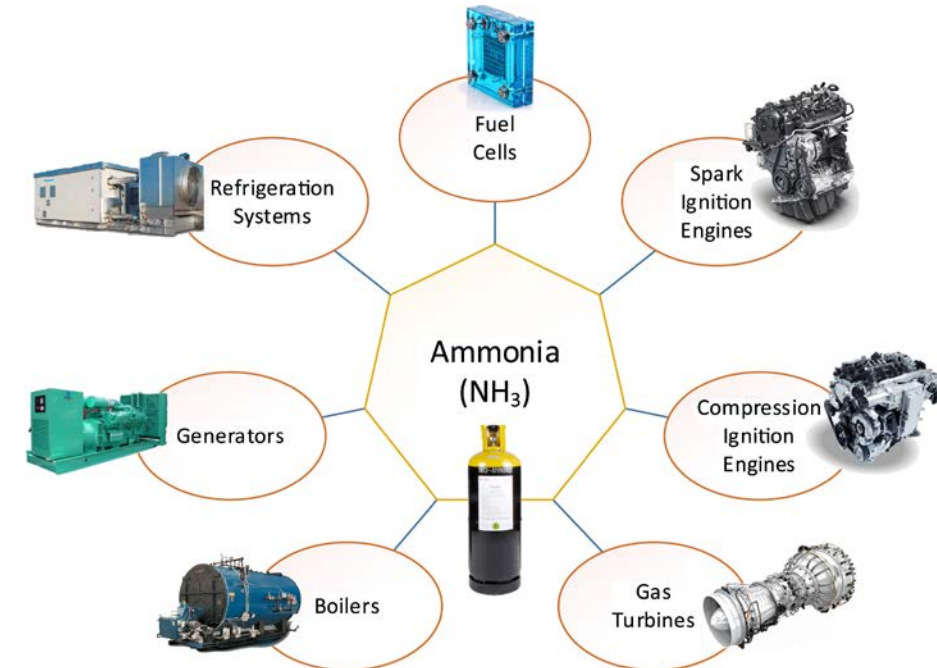 Fuel
Cells
Refrigeration
Systems
Spark
Ignition
Engines
Ammonia
(NH₃)
Generators
Compression
Ignition
Engines
Boilers
Gas
Turbines